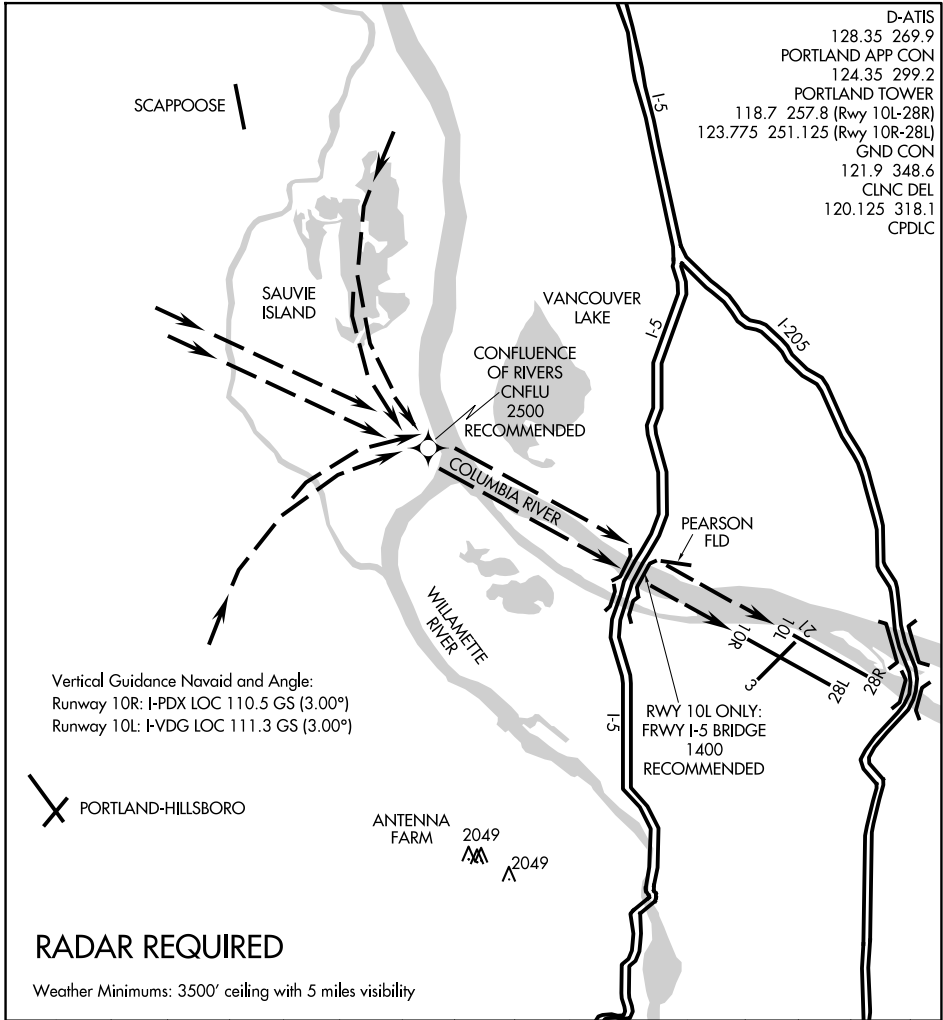 D-ATIS
128.35 269.9
PORTLAND APP CON
124.35 299.2
PORTLAND TOWER
118.7 257.8 (Rwy 10L-28R)
123.775 251.125 (Rwy 10R-28L)
GND CON
121.9 348.6
CLNC DEL
120.125 318.1
CPDLC
I-5
SCAPPOOSE
SAUVIE
ISLAND
VANCOUVER
LAKE
I-5
I-205
CONFLUENCE
OF RIVERS
CNFLU
2500
RECOMMENDED
COLUMBIA RIVER
PEARSON
FLD
WILLAMETTE
RIVER
10R
10L
21
3
28L
28R
Vertical Guidance Navaid and Angle:
Runway 10R: I-PDX LOC 110.5 GS (3.00°)
Runway 10L: I-VDG LOC 111.3 GS (3.00°)
I-5
RWY 10L ONLY:
FRWY I-5 BRIDGE
1400
RECOMMENDED
PORTLAND-HILLSBORO
ANTENNA
FARM
2049
2049
RADAR REQUIRED
Weather Minimums: 3500' ceiling with 5 miles visibility